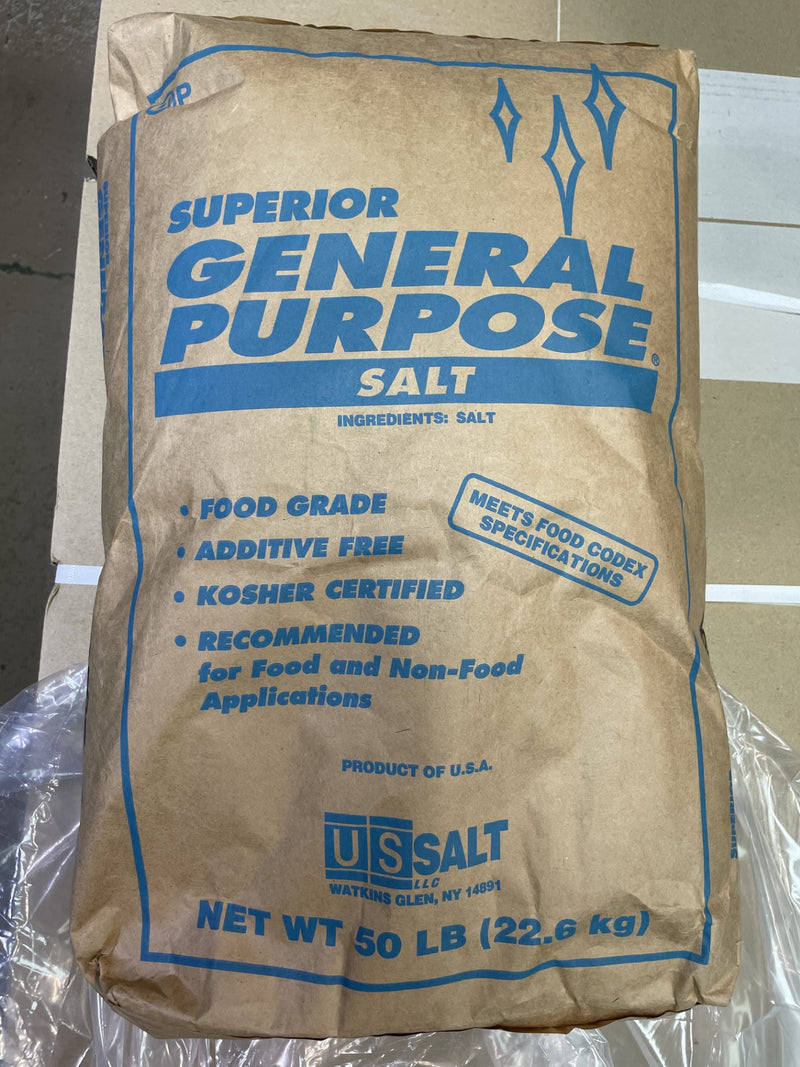 SUPERIOR
GENERAL
PURPOSE®
SALT
INGREDIENTS: SALT
• FOOD GRADE
• ADDITIVE FREE
• KOSHER CERTIFIED
• RECOMMENDED
for Food and Non-Food
Applications
MEETS FOOD CODEX
SPECIFICATIONS
PRODUCT OF U.S.A.
US SALT
LLC
WATKINS GLEN, NY 14891
NET WT 50 LB (22.6 kg)